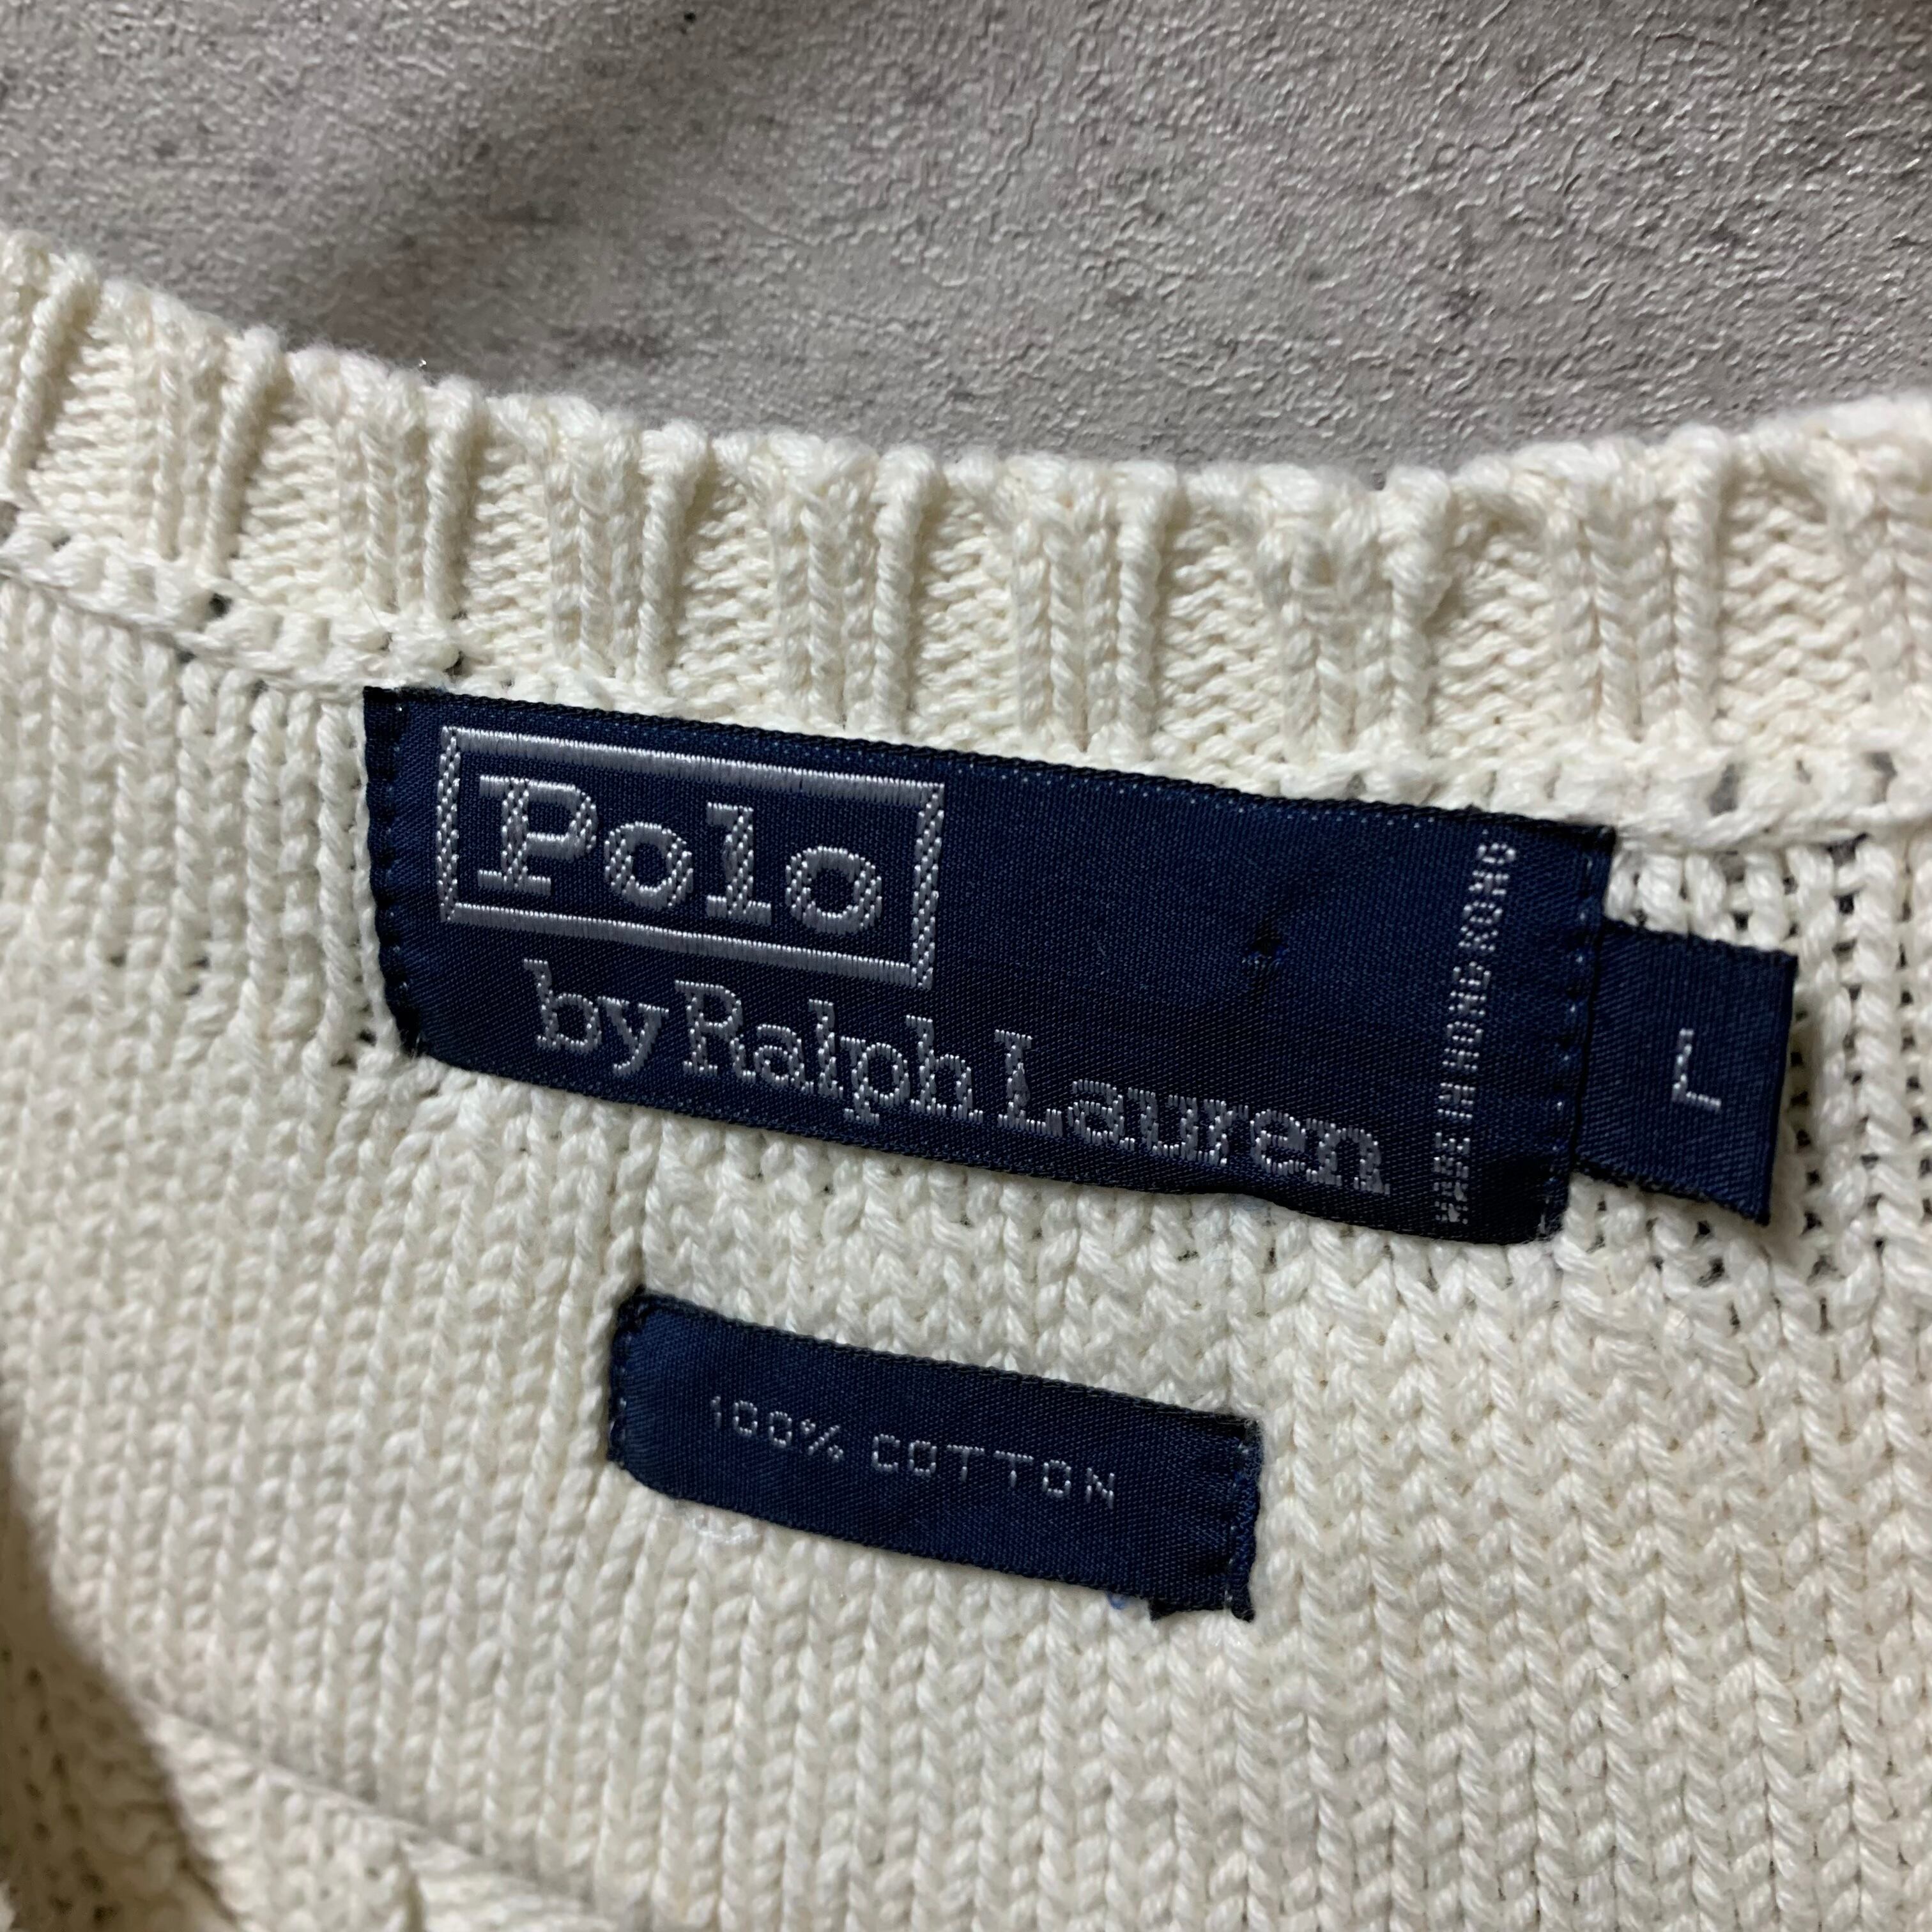 Polo
by Ralph Lauren
MADE IN HONG KONG
L
100% COTTON